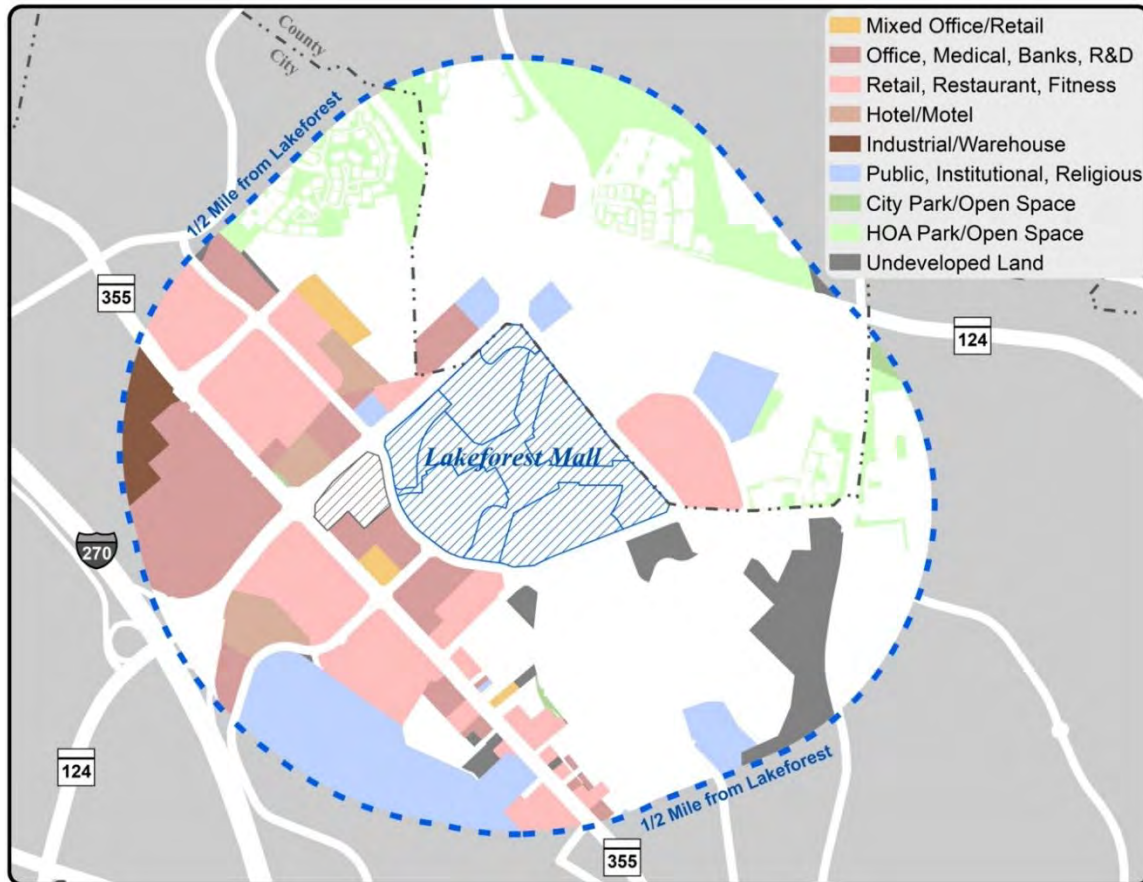 County
City
Mixed Office/Retail
Office, Medical, Banks, R&D
Retail, Restaurant, Fitness
Hotel/Motel
Industrial/Warehouse
Public, Institutional, Religious
City Park/Open Space
HOA Park/Open Space
Undeveloped Land
1/2 Mile from Lakeforest
355
124
Lakeforest Mall
270
124
1/2 Mile from Lakeforest
355